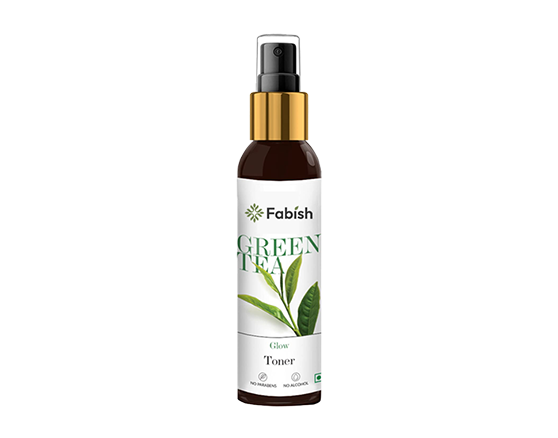 Fabish
GREEN
TEA
Glow
Toner
NO PARABENS NO ALCOHOL